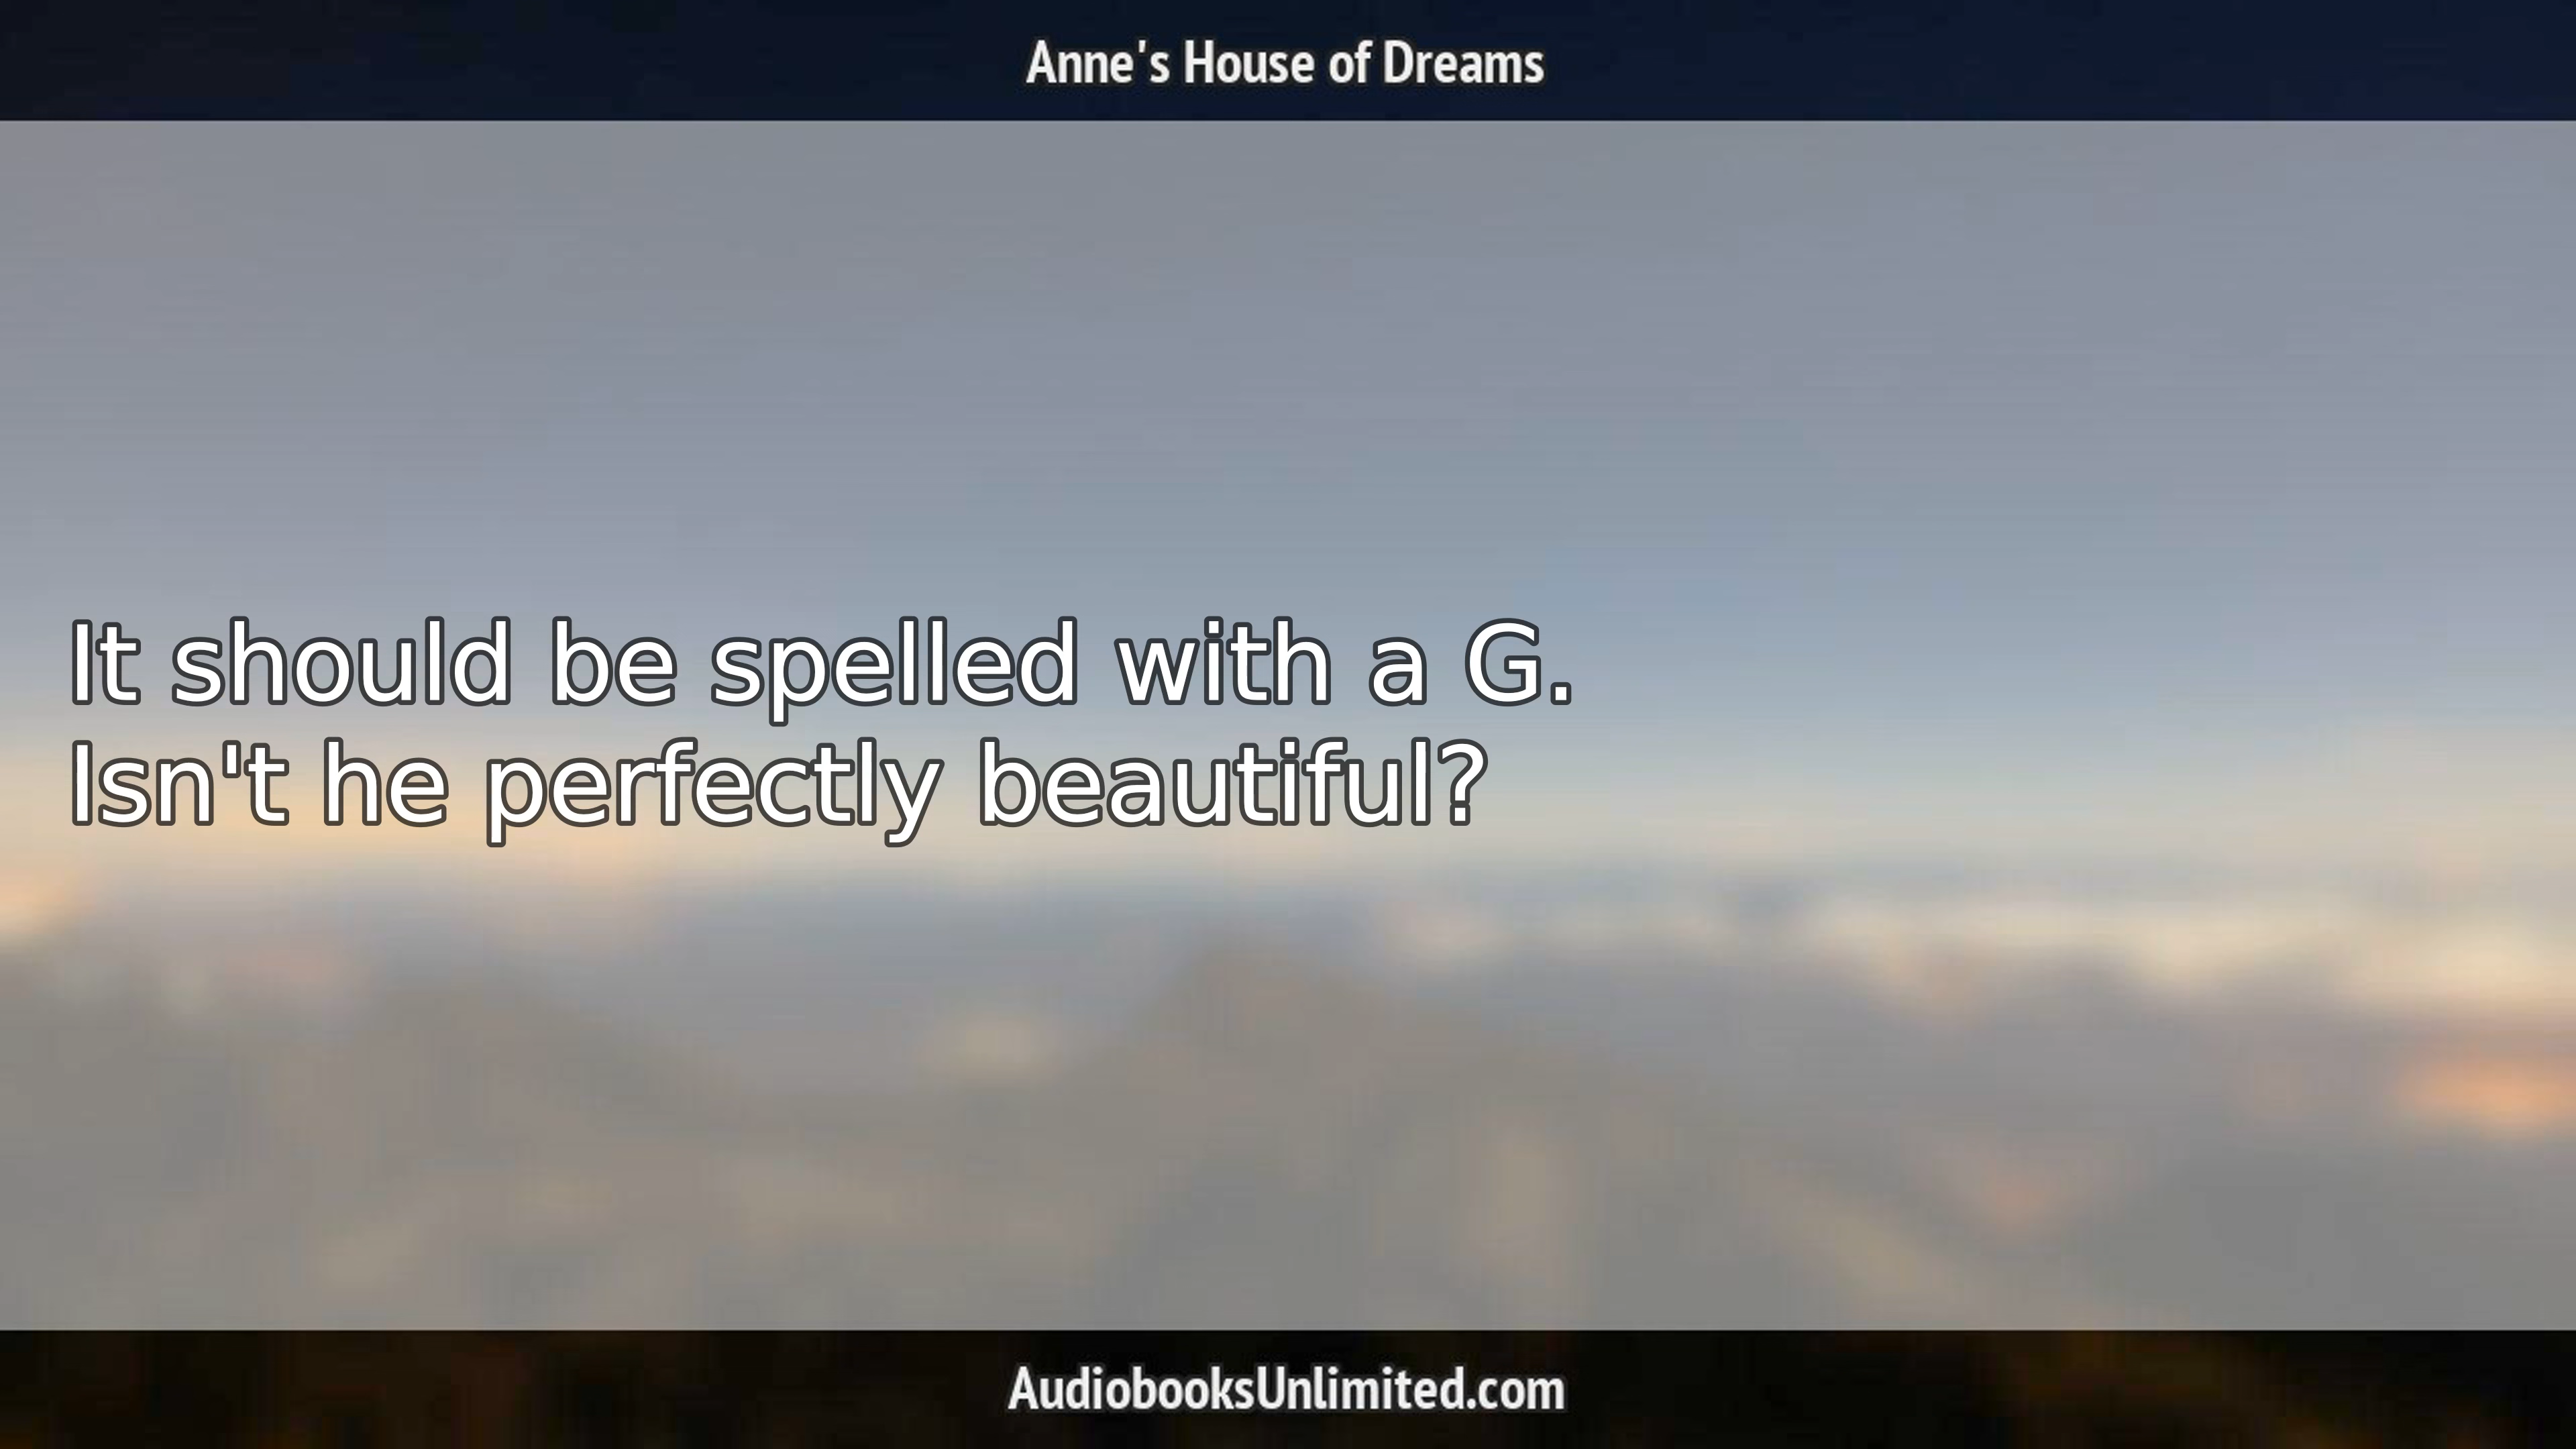 Anne's House of Dreams
It should be spelled with a G.
Isn't he perfectly beautiful?
AudiobooksUnlimited.com